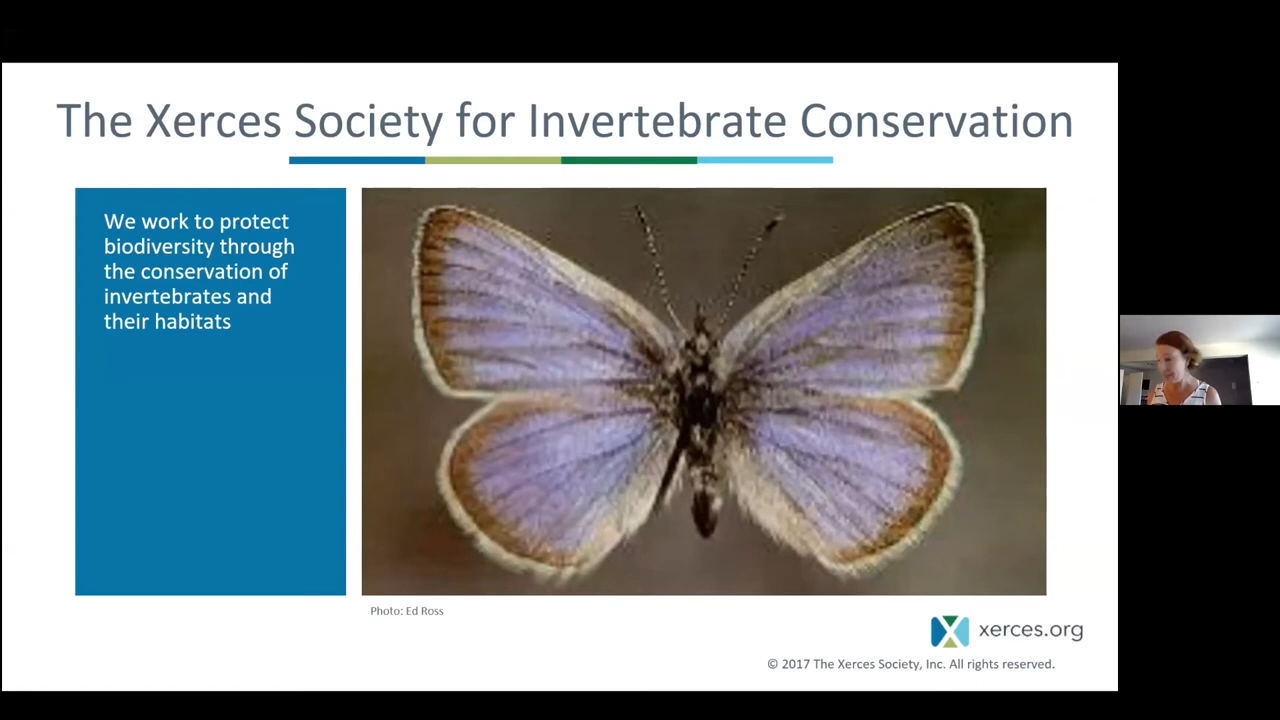 The Xerces Society for Invertebrate Conservation
We work to protect
biodiversity through
the conservation of
invertebrates and
their habitats
Photo: Ed Ross
xerces.org
© 2017 The Xerces Society, Inc. All rights reserved.